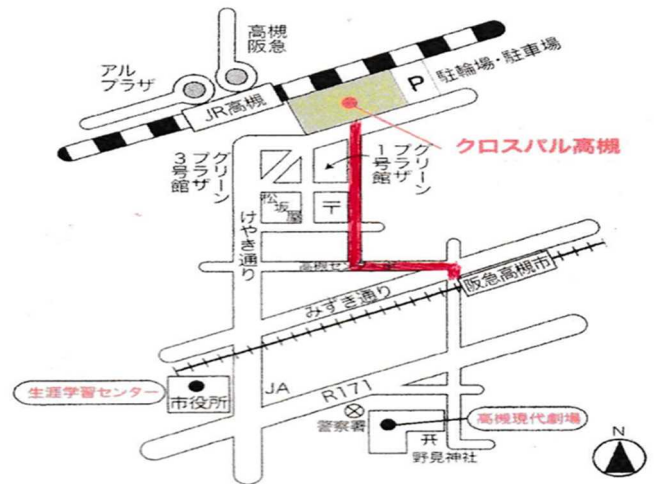 高槻
阪急
アル
プラザ
JR高槻
P
駐輪場・駐車場
クロスパル高槻
グリーン
プラザ
3号館
グリーン
プラザ
1号館
松坂屋
〒
けやき通り
高槻セン
みずき通り
阪急高槻市
生涯学習センター
市役所
JA
R171
警察署
高槻現代劇場
野見神社
N